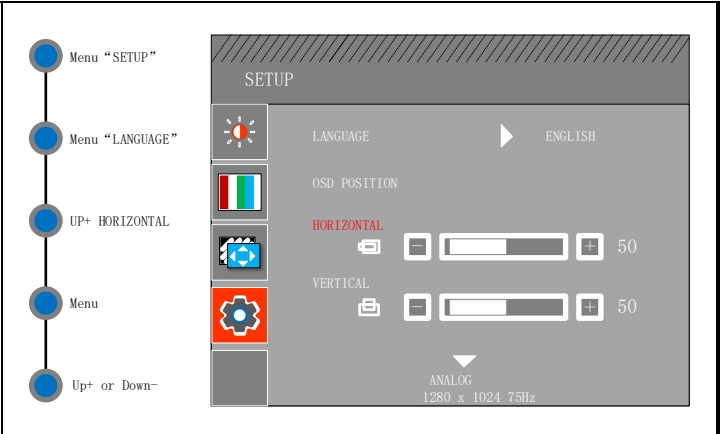 Menu “SETUP”
Menu “LANGUAGE”
UP+ HORIZONTAL
Menu
Up+ or Down-
SETUP
LANGUAGE ENGLISH
OSD POSITION
HORIZONTAL
50
VERTICAL
50
ANALOG
1280 x 1024 75Hz